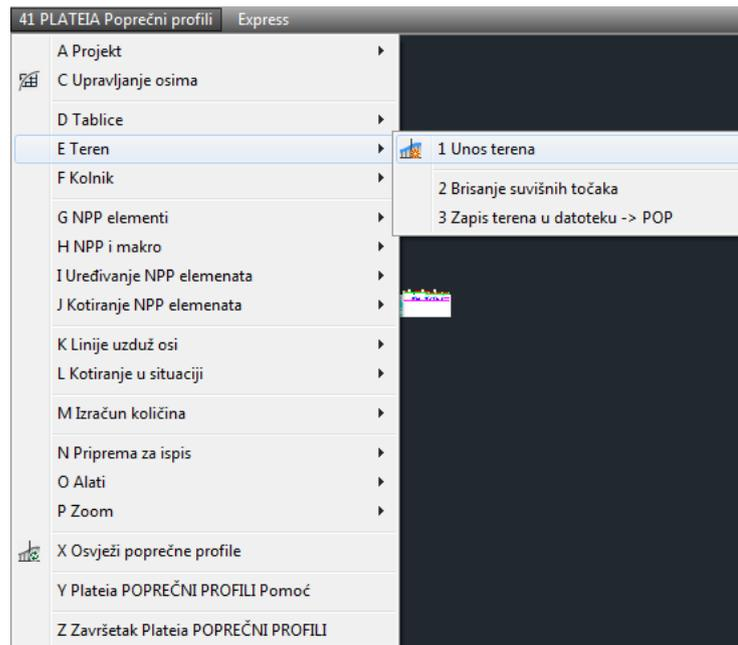 41 PLATEIA Poprečni profili Express
A Projekt
C Upravljanje osima
D Tablice
E Teren
1 Unos terena
2 Brisanje suvišnih točaka
3 Zapis terena u datoteku -> POP
F Kolnik
G NPP elementi
H NPP i makro
I Uređivanje NPP elemenata
J Kotiranje NPP elemenata
K Linije uzduž osi
L Kotiranje u situaciji
M Izračun količina
N Priprema za ispis
O Alati
P Zoom
X Osvježi poprečne profile
Y Plateia POPREČNI PROFILI Pomoć
Z Završetak Plateia POPREČNI PROFILI